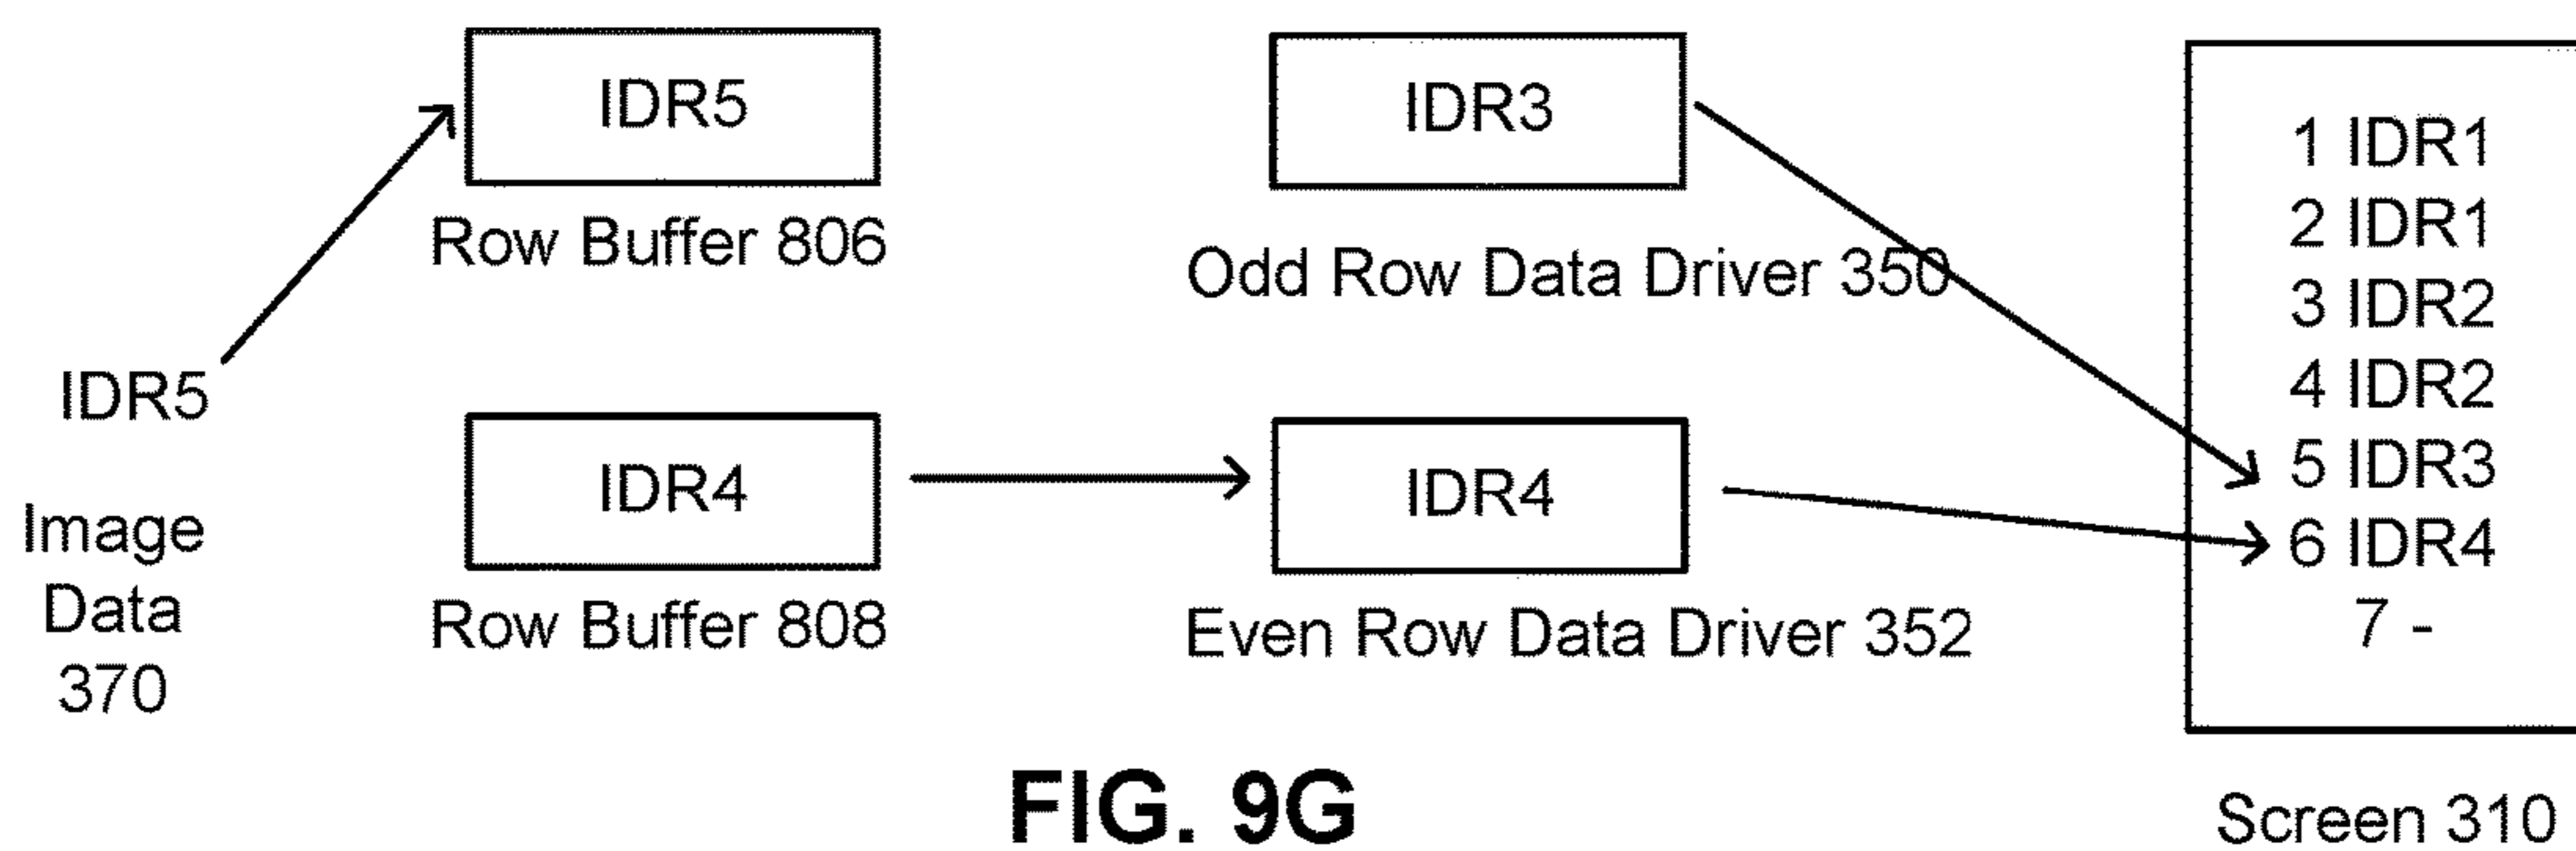 IDR5
Row Buffer 806
IDR3
Odd Row Data Driver 350
IDR5
Image
Data
370
IDR4
Row Buffer 808
IDR4
Even Row Data Driver 352
1 IDR1
2 IDR1
3 IDR2
4 IDR2
5 IDR3
6 IDR4
7 -
Screen 310
FIG. 9G